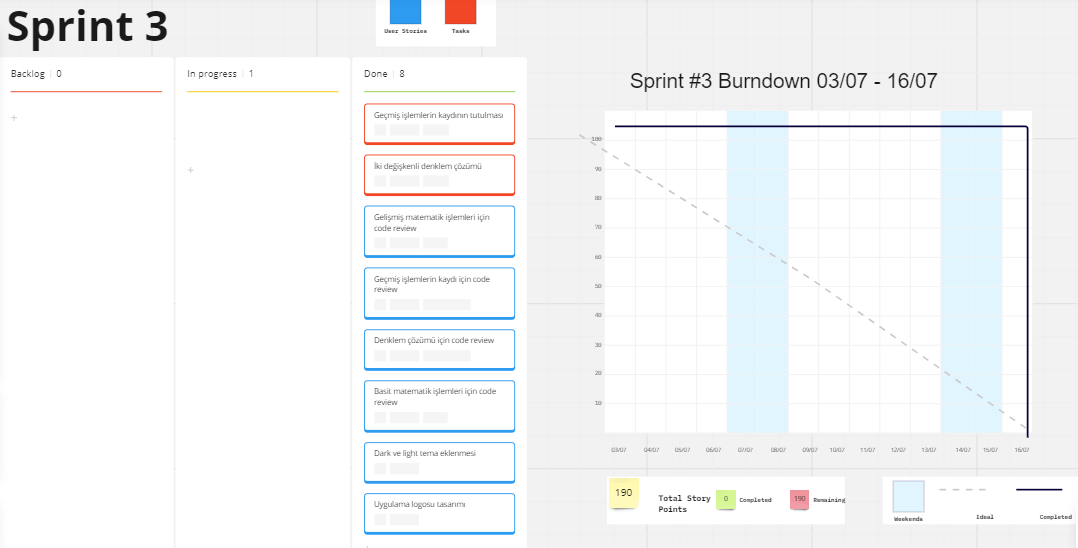 Sprint 3
User Stories
Tasks
Backlog | 0
In progress | 1
Done | 8
+
+
Geçmiş işlemlerin kaydının tutulması
İki değişkenli denklem çözümü
Gelişmiş matematik işlemleri için
code review
Geçmiş işlemlerin kaydı için code
review
Denklem çözümü için code review
Basit matematik işlemleri için code
review
Dark ve light tema eklenmesi
Uygulama logosu tasarımı
Sprint #3 Burndown 03/07 - 16/07
100
90
80
70
60
50
40
30
20
10
03/07 04/07 05/07 06/07 07/07 08/07 09/07 10/07 11/07 12/07 13/07 14/07 15/07 16/07
190
Total Story
Points
0
Completed
190
Remaining
Weekends
Ideal
Completed